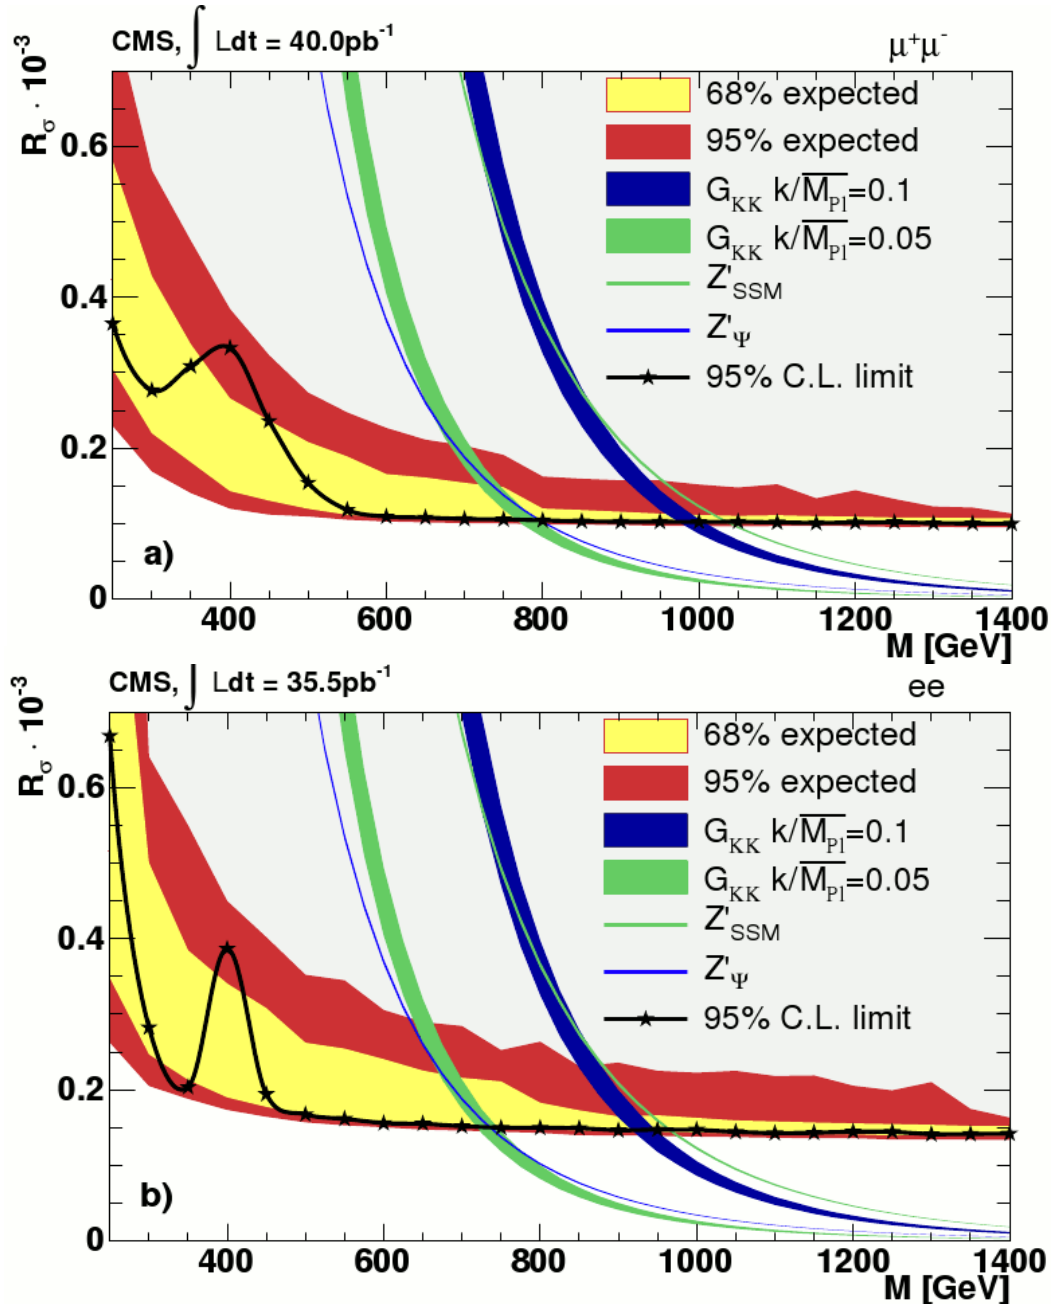 CMS, ∫ Ldt = 40.0pb⁻¹ μ⁺μ⁻
R_σ · 10⁻³
68% expected
95% expected
G_KK k/M̅_Pl=0.1
G_KK k/M̅_Pl=0.05
Z'_SSM
Z'_Ψ
95% C.L. limit
0.6
0.4
0.2
0
a)
400 600 800 1000 1200 1400
M [GeV]
CMS, ∫ Ldt = 35.5pb⁻¹ ee
R_σ · 10⁻³
68% expected
95% expected
G_KK k/M̅_Pl=0.1
G_KK k/M̅_Pl=0.05
Z'_SSM
Z'_Ψ
95% C.L. limit
0.6
0.4
0.2
0
b)
400 600 800 1000 1200 1400
M [GeV]